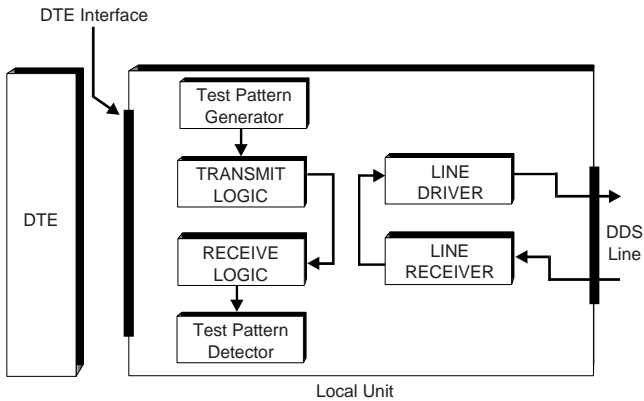 DTE Interface
Test Pattern
Generator
TRANSMIT
LOGIC
LINE
DRIVER
DTE
DDS
Line
RECEIVE
LOGIC
LINE
RECEIVER
Test Pattern
Detector
Local Unit